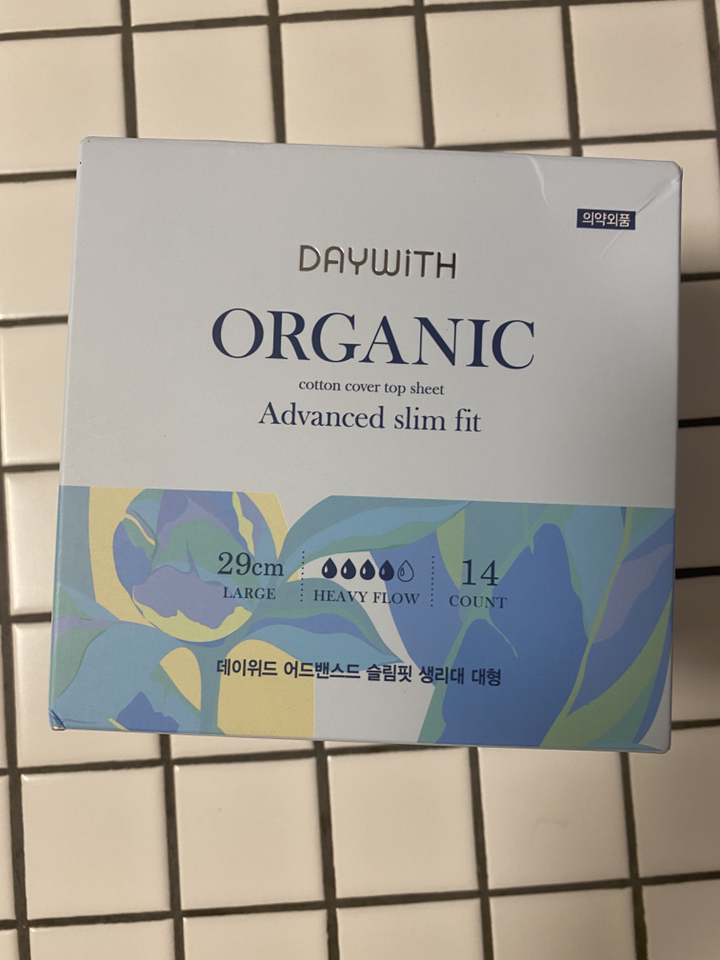 의약외품
DAYWiTH
ORGANIC
cotton cover top sheet
Advanced slim fit
29cm
LARGE
HEAVY FLOW
14
COUNT
데이위드 어드밴스드 슬림핏 생리대 대형